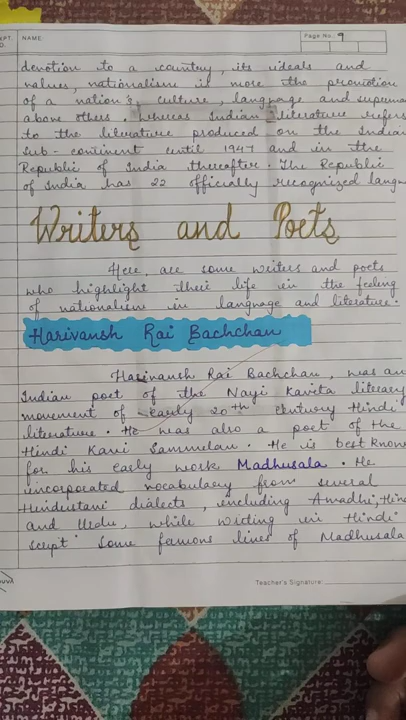 NAME:
Page No.: 9
devotion to a country, its ideals and
values, nationalism is more the promotion
of a nation's, culture, language and suprema
above others. whereas Indian literature refers
to the literature produced on the Indian
Sub-continent until 1947 and in the
Republic of India thereafter. The Republic
of India has 22 officially recognized langu
Writers and Poets
Here, are some writers and poets
who highlight their life in the feeling
of nationalism in language and literature.
Harivansh Rai Bachchan
Harivansh Rai Bachchan, was an
Indian poet of the Nayi Kavita literary
movement of early 20th century Hindi
literature. He was also a poet of the
Hindi Kavi Sammelan. He is best know
for his early work Madhusala. He
incorporated vocabulary from several
Hindustani dialects, including Awadhi, Hin
and Urdu, while writing in Hindi
script some famous lines of Madhusala
Teacher's Signature: